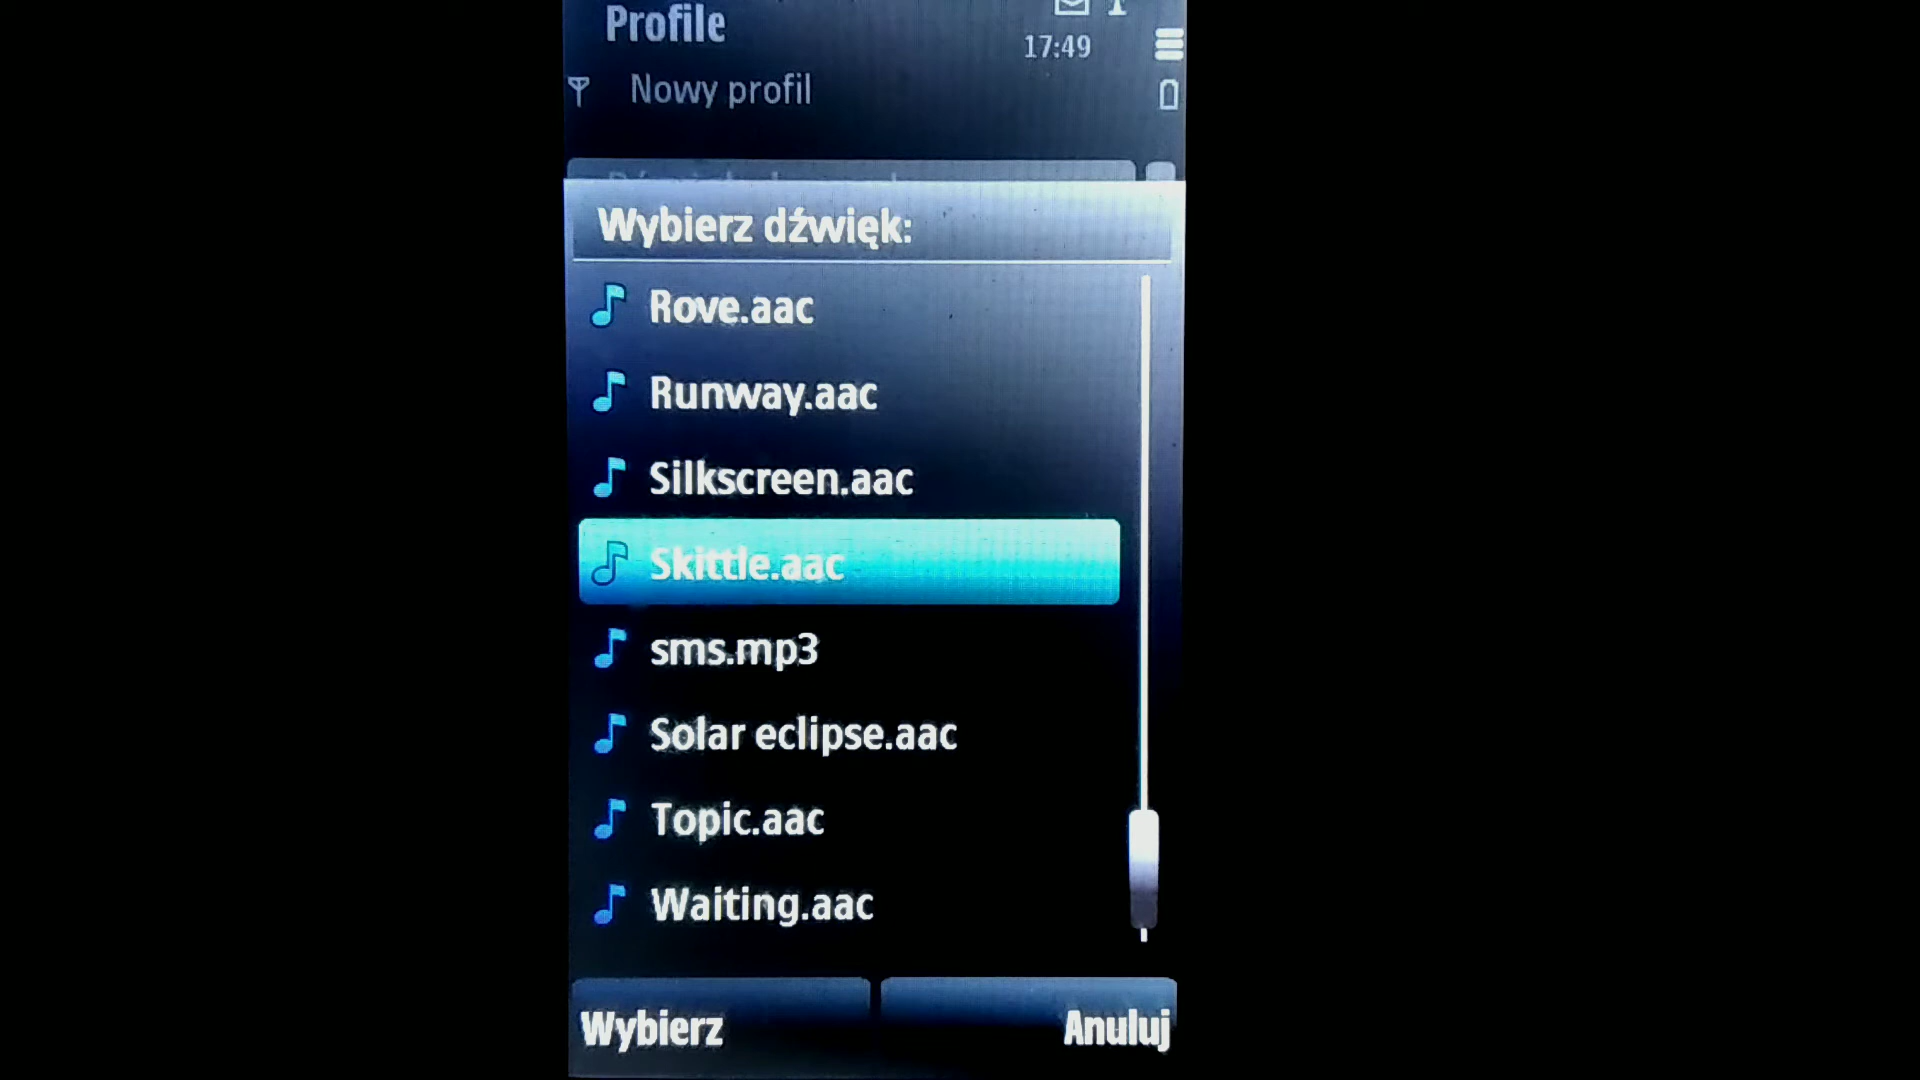 Profile
17:49
Nowy profil
Wybierz dźwięk:
Rove.aac
Runway.aac
Silkscreen.aac
Skittle.aac
sms.mp3
Solar eclipse.aac
Topic.aac
Waiting.aac
Wybierz
Anuluj